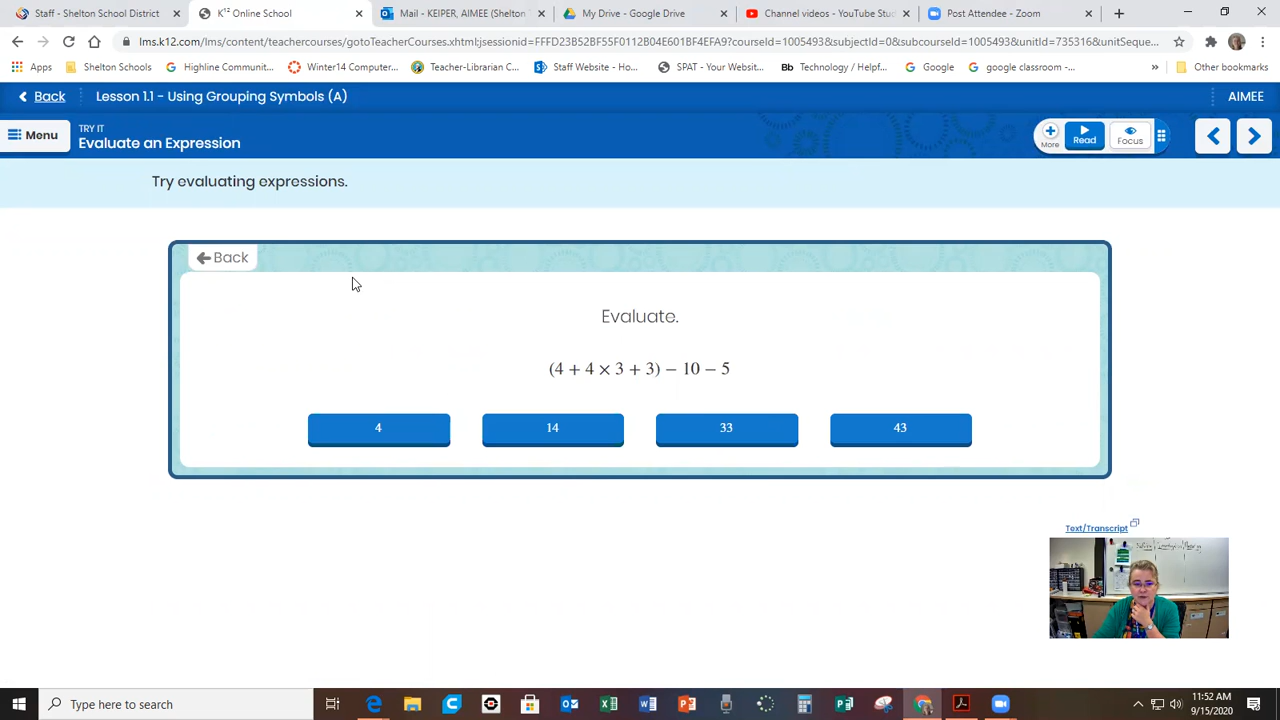 Staff - Shelton School District
K¹² Online School
Mail - KEIPER, AIMEE (Shelton
My Drive - Google Drive
Channel videos - YouTube Stu
Post Attendee - Zoom
lms.k12.com/lms/content/teachercourses/gotoTeacherCourses.xhtml;jsessionid=FFFD23B52BF55F0112B04E601BF4EFA9?courseId=1005493&subjectId=0&subcourseId=1005493&unitId=735316&unitSeque...
Apps
Shelton Schools
Highline Community...
Winter14 Computer...
Teacher-Librarian C...
Staff Website - Ho...
SPAT - Your Websit...
Bb Technology / Helpf...
Google
google classroom -...
»
Other bookmarks
Back
Lesson 1.1 - Using Grouping Symbols (A)
AIMEE
Menu
TRY IT
Evaluate an Expression
More
Read
Focus
Try evaluating expressions.
Back
Evaluate.
(4 + 4 × 3 + 3) − 10 − 5
4
14
33
43
Text/Transcript
Type here to search
11:52 AM
9/15/2020